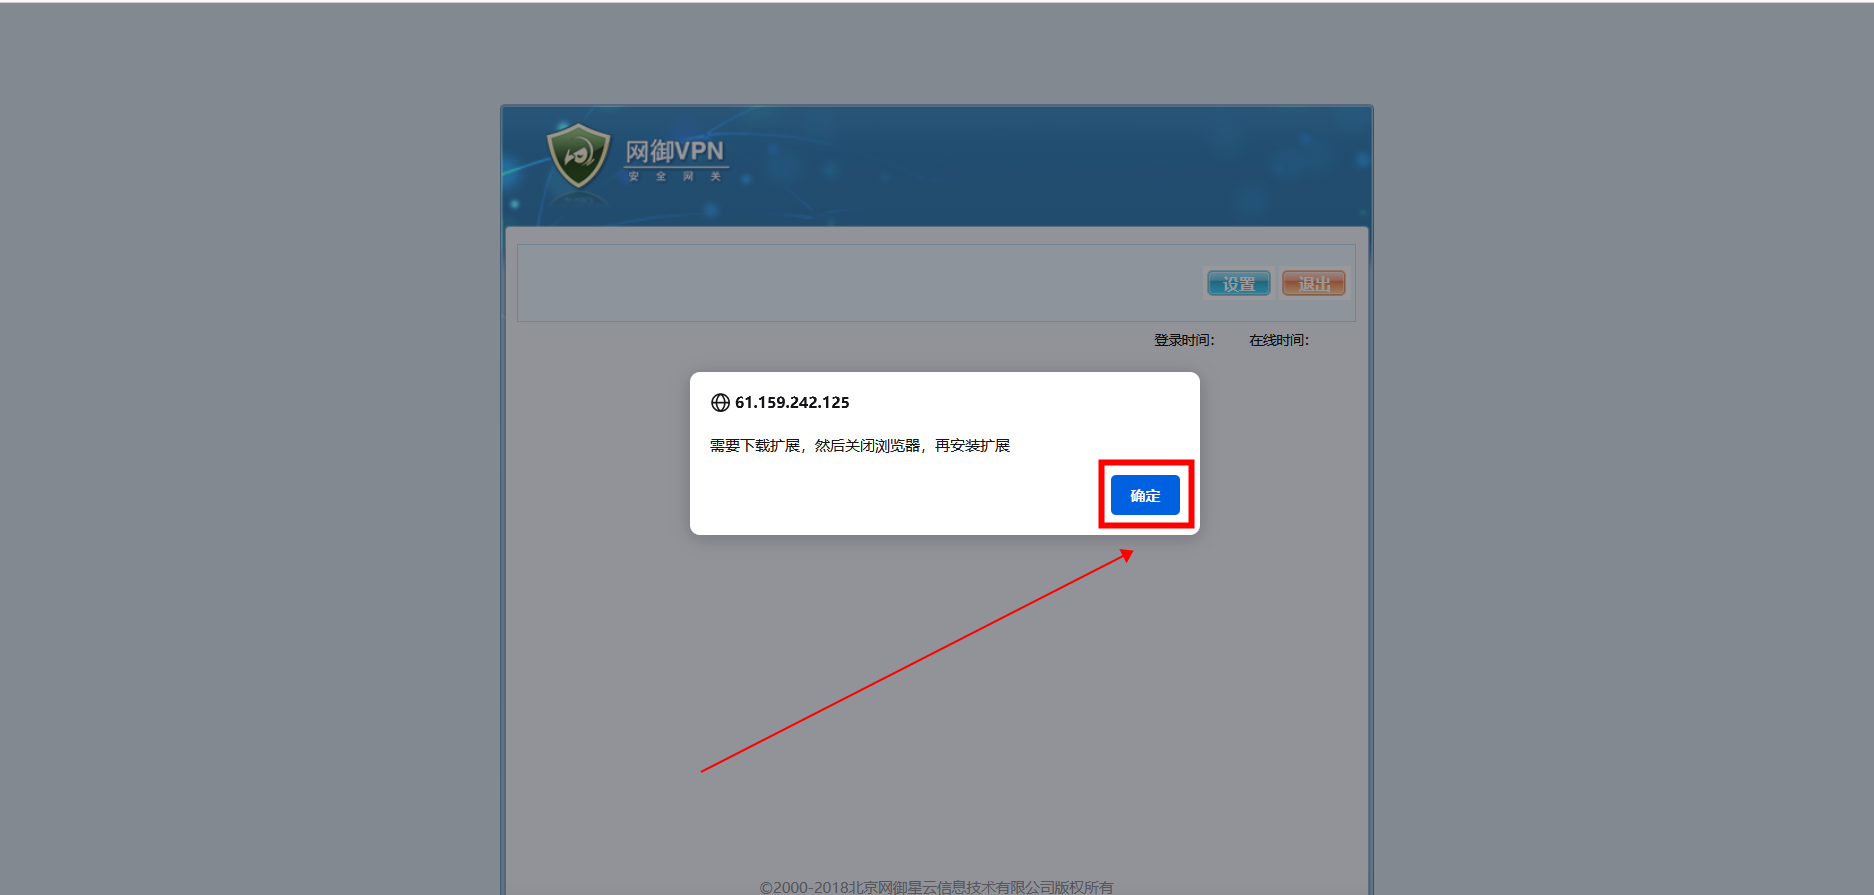 网御VPN
安全网关
设置
退出
登录时间：
在线时间：
61.159.242.125
需要下载扩展，然后关闭浏览器，再安装扩展
确定
©2000-2018北京网御星云信息技术有限公司版权所有